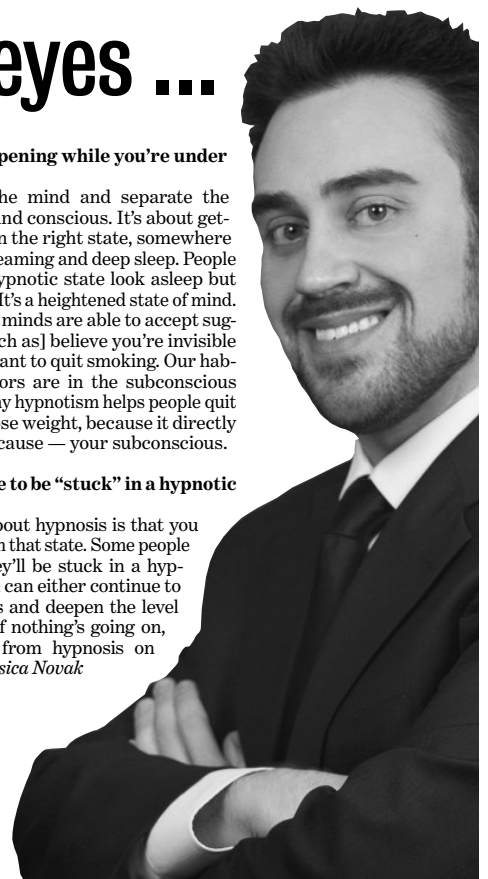 eyes ...
pening while you’re under
he mind and separate the
nd conscious. It’s about get-
n the right state, somewhere
eaming and deep sleep. People
ypnotic state look asleep but
It’s a heightened state of mind.
minds are able to accept sug-
ch as] believe you’re invisible
ant to quit smoking. Our hab-
ors are in the subconscious
y hypnotism helps people quit
se weight, because it directly
cause — your subconscious.
e to be “stuck” in a hypnotic
bout hypnosis is that you
n that state. Some people
ey’ll be stuck in a hyp-
can either continue to
s and deepen the level
f nothing’s going on,
from hypnosis on
sica Novak